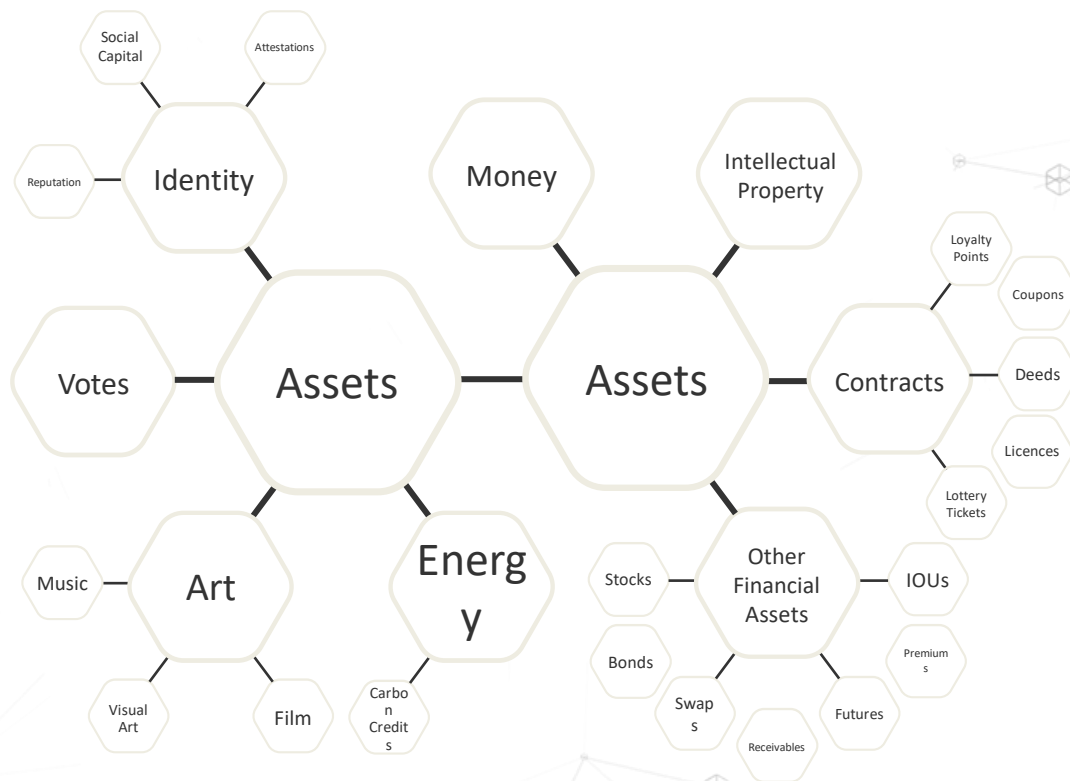 Social
Capital
Attestations
Reputation
Identity
Money
Intellectual
Property
Loyalty
Points
Coupons
Votes
Assets
Assets
Contracts
Deeds
Licences
Lottery
Tickets
Music
Art
Energ
y
Stocks
Other
Financial
Assets
IOUs
Bonds
Premium
s
Visual
Art
Film
Carbo
n
Credit
s
Swap
s
Futures
Receivables